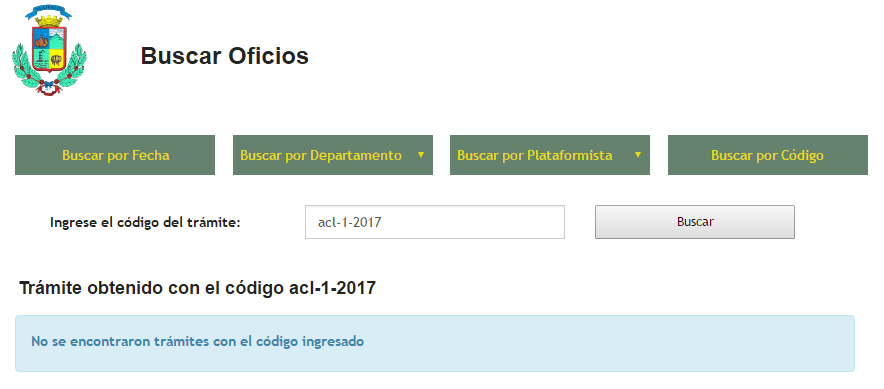 Buscar Oficios
Buscar por Fecha
Buscar por Departamento
Buscar por Plataformista
Buscar por Código
Ingrese el código del trámite:
acl-1-2017
Buscar
Trámite obtenido con el código acl-1-2017
No se encontraron trámites con el código ingresado